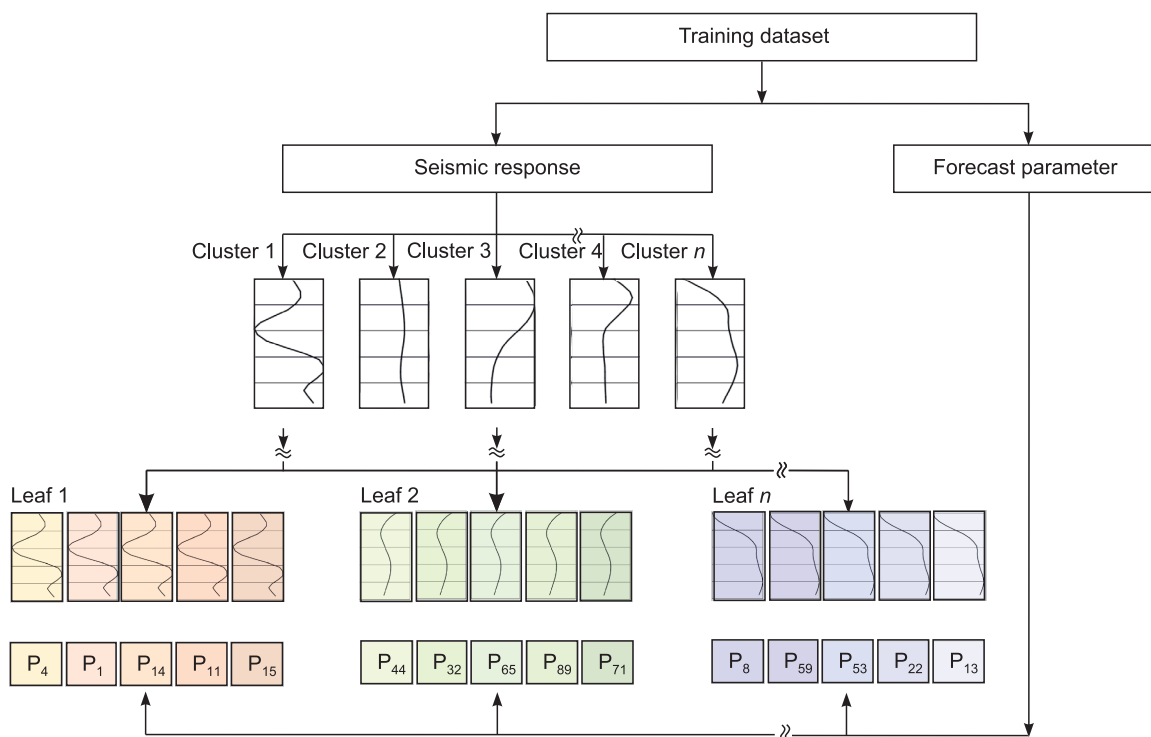 Training dataset
Seismic response
Forecast parameter
Cluster 1 Cluster 2 Cluster 3 Cluster 4 Cluster n
Leaf 1 Leaf 2 Leaf n
P4 P1 P14 P11 P15 P44 P32 P65 P89 P71 P8 P59 P53 P22 P13